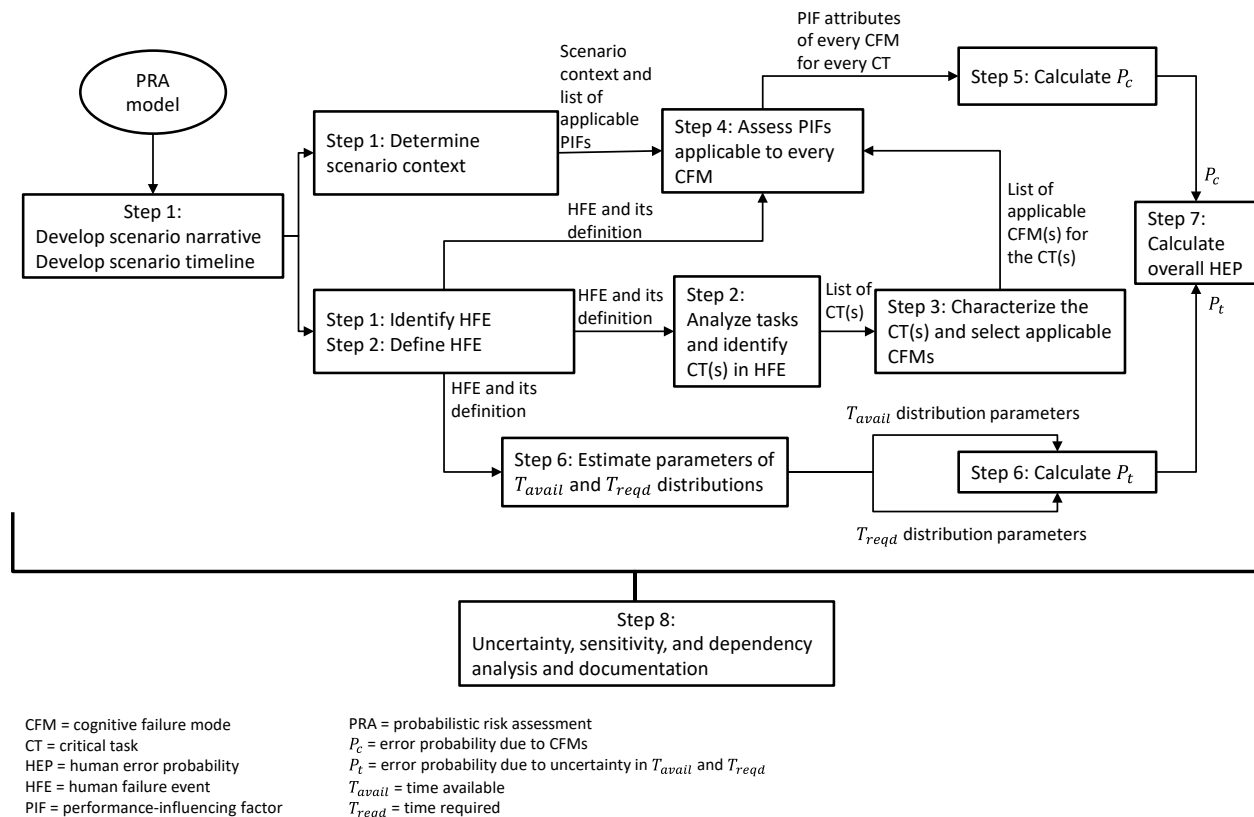 PRA
model
Step 1:
Develop scenario narrative
Develop scenario timeline
Step 1: Determine
scenario context
Scenario
context and
list of
applicable
PIFs
Step 4: Assess PIFs
applicable to every
CFM
PIF attributes
of every CFM
for every CT
Step 5: Calculate P_c
P_c
HFE and its
definition
Step 1: Identify HFE
Step 2: Define HFE
HFE and its
definition
Step 2:
Analyze tasks
and identify
CT(s) in HFE
List of
CT(s)
Step 3: Characterize the
CT(s) and select applicable
CFMs
List of
applicable
CFM(s) for
the CT(s)
Step 7:
Calculate
overall HEP
P_t
HFE and its
definition
Step 6: Estimate parameters of
T_avail and T_reqd distributions
T_avail distribution parameters
Step 6: Calculate P_t
T_reqd distribution parameters
Step 8:
Uncertainty, sensitivity, and dependency
analysis and documentation
CFM = cognitive failure mode
CT = critical task
HEP = human error probability
HFE = human failure event
PIF = performance-influencing factor
PRA = probabilistic risk assessment
P_c = error probability due to CFMs
P_t = error probability due to uncertainty in T_avail and T_reqd
T_avail = time available
T_reqd = time required